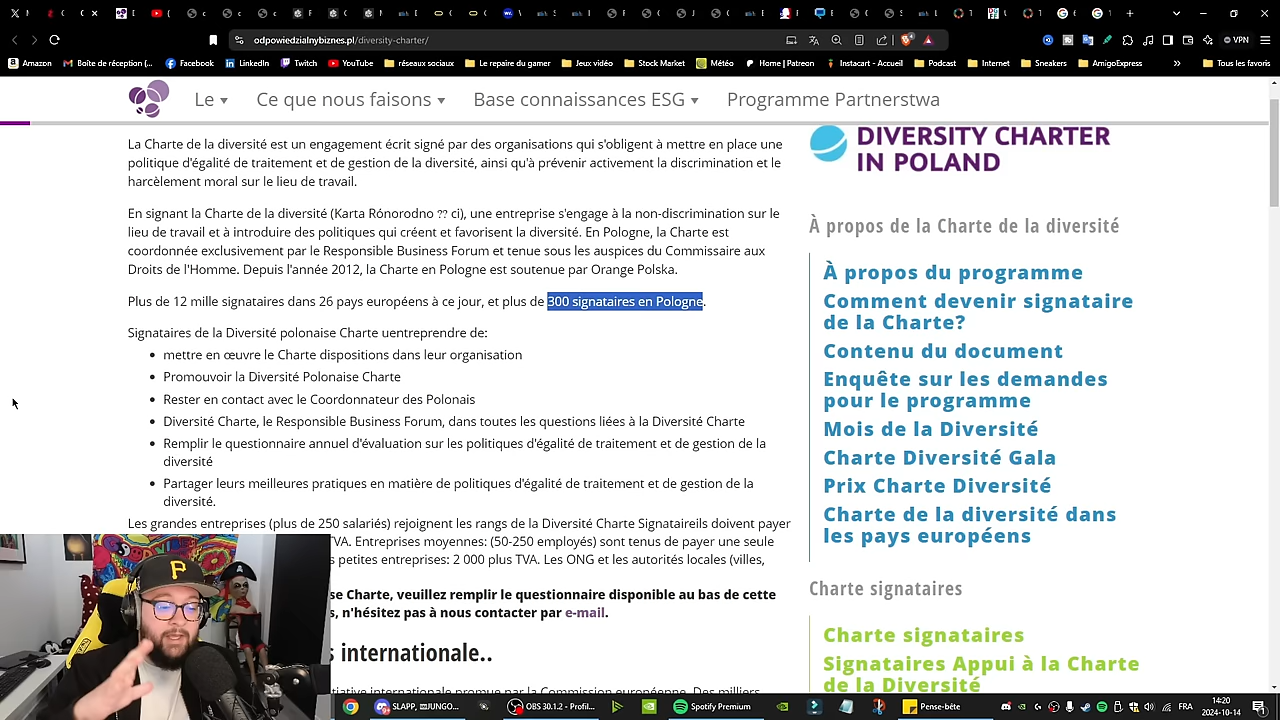 odpowiedzialnybiznes.pl/diversity-charter/
VPN
Amazon
Boîte de réception (...
Facebook
LinkedIn
Twitch
YouTube
réseaux sociaux
Le repaire du gamer
Jeux vidéo
Stock Market
Météo
Home | Patreon
Instacart - Accueil
Podcast
Internet
Sneakers
AmigoExpress
Tous les favoris
Le
Ce que nous faisons
Base connaissances ESG
Programme Partnerstwa
La Charte de la diversité est un engagement écrit signé par des organisations qui s'obligent à mettre en place une
politique d'égalité de traitement et de gestion de la diversité, ainsi qu'à prévenir activement la discrimination et le
harcèlement moral sur le lieu de travail.
En signant la Charte de la diversité (Karta Rónorodno ?? ci), une entreprise s'engage à la non-discrimination sur le
lieu de travail et à introduire des politiques qui créent et favorisent la diversité. En Pologne, la Charte est
coordonnée exclusivement par le Responsible Business Forum et tenue sous les auspices du Commissaire aux
Droits de l'Homme. Depuis l'année 2012, la Charte en Pologne est soutenue par Orange Polska.
Plus de 12 mille signataires dans 26 pays européens à ce jour, et plus de 300 signataires en Pologne.
Signataires de la Diversité polonaise Charte uentreprendre de:
• mettre en œuvre le Charte dispositions dans leur organisation
• Promouvoir la Diversité Polonaise Charte
• Rester en contact avec le Coordonnateur des Polonais
• Diversité Charte, le Responsible Business Forum, dans toutes les questions liées à la Diversité Charte
• Remplir le questionnaire annuel d'évaluation sur les politiques d'égalité de traitement et de gestion de la
diversité
• Partager leurs meilleures pratiques en matière de politiques d'égalité de traitement et de gestion de la
diversité.
Les grandes entreprises (plus de 250 salariés) rejoignent les rangs de la Diversité Charte Signataireils doivent payer
TVA. Entreprises moyennes: (50-250 employés) sont tenus de payer une seule
s petites entreprises: 2 000 plus TVA. Les ONG et les autorités locales (villes,
se Charte, veuillez remplir le questionnaire disponible au bas de cette
s, n'hésitez pas à nous contacter par e-mail.
s internationale..
tiative internationale promue par la Commission européenne. Des milliers
DIVERSITY CHARTER
IN POLAND
À propos de la Charte de la diversité
À propos du programme
Comment devenir signataire
de la Charte?
Contenu du document
Enquête sur les demandes
pour le programme
Mois de la Diversité
Charte Diversité Gala
Prix Charte Diversité
Charte de la diversité dans
les pays européens
Charte signataires
Charte signataires
Signataires Appui à la Charte
de la Diversité
P
A
OBS 30.1.2 - Profil...
Spotify Premium
Pense-bête
FRA
14:20
2024-10-14